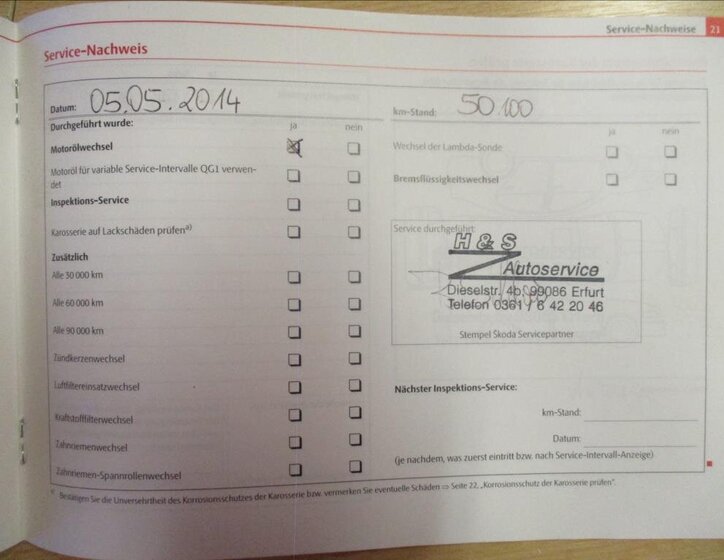 Service–Nachweise 21
Service–Nachweis
Datum: 05.05.2014
km-Stand: 50 100
Durchgeführt wurde: ja nein
ja nein
Motorölwechsel
Wechsel der Lambda-Sonde
Motoröl für variable Service-Intervalle QG1 verwen-
det
Bremsflüssigkeitswechsel
Inspektions-Service
Karosserie auf Lackschäden prüfen a)
Service durchgeführt:
H & S
Autoservice
Dieselstr. 4b, 99086 Erfurt
Telefon 0361 / 6 42 20 46
Stempel Skoda Servicepartner
Zusätzlich
Alle 30 000 km
Alle 60 000 km
Alle 90 000 km
Zündkerzenwechsel
Luftfiltereinsatzwechsel
Kraftstofffilterwechsel
Zahnriemenwechsel
Zahnriemen-Spannrollenwechsel
Nächster Inspektions-Service:
km-Stand:
Datum:
(je nachdem, was zuerst eintritt bzw. nach Service-Intervall-Anzeige)
a) Bestätigen Sie die Unversehrtheit des Korrosionsschutzes der Karosserie bzw. vermerken Sie eventuelle Schäden ⇒ Seite 22, „Korrosionsschutz der Karosserie prüfen".